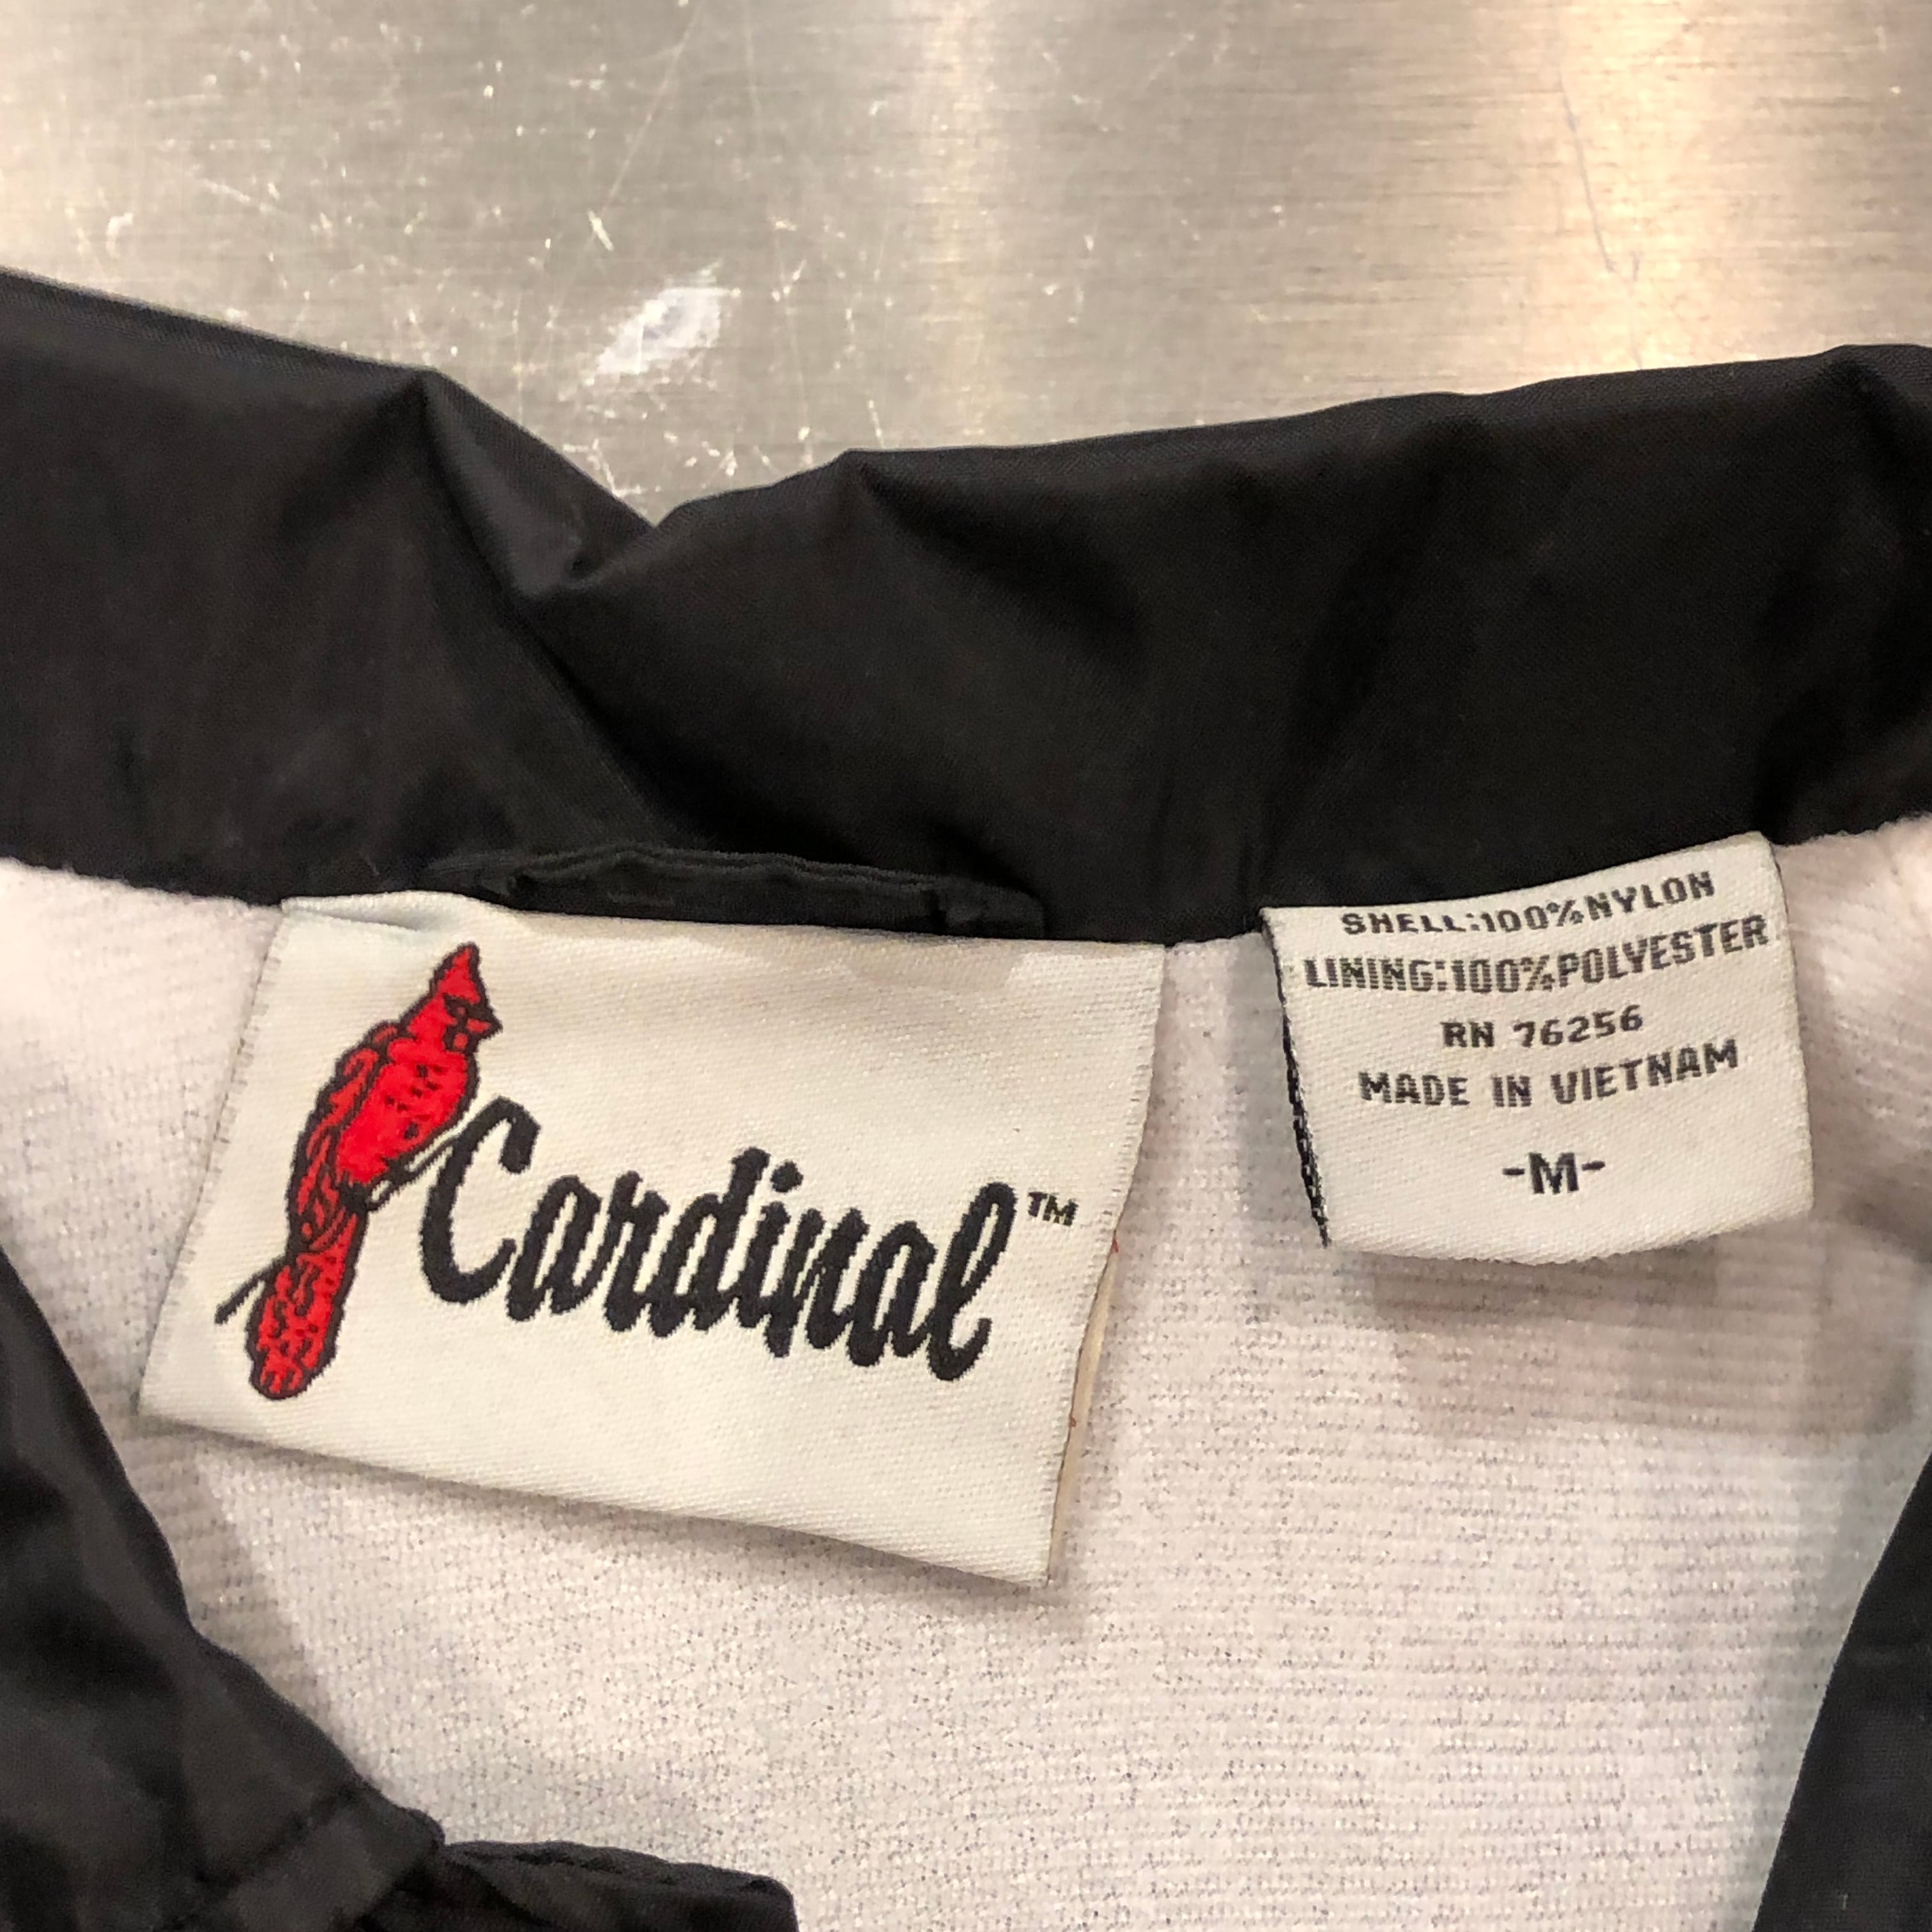 Cardinal™
SHELL:100%NYLON
LINING:100%POLYESTER
RN 76256
MADE IN VIETNAM
-M-